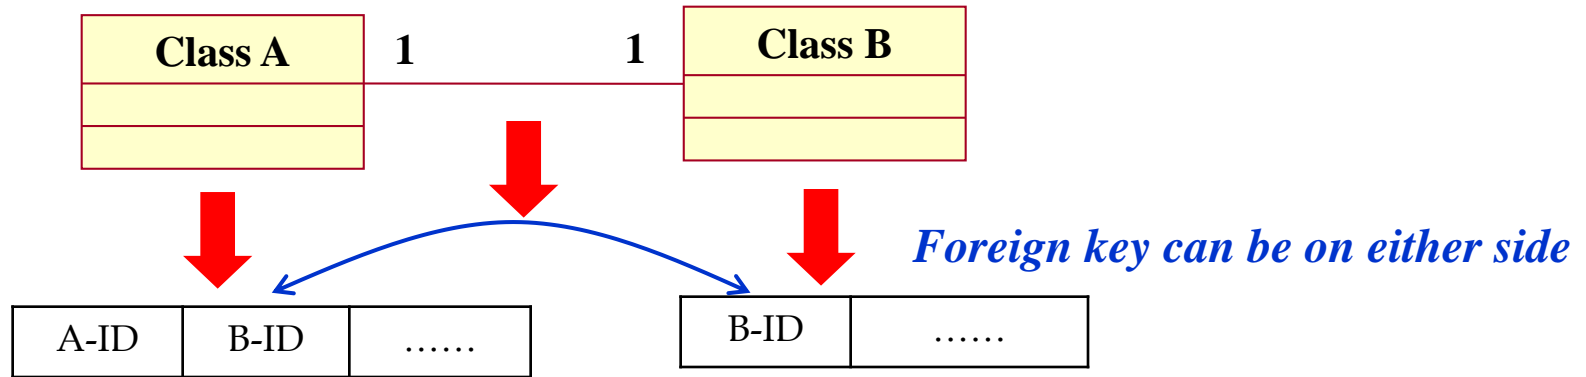 Class A 1 1 Class B
Foreign key can be on either side
A-ID B-ID ...... B-ID ......